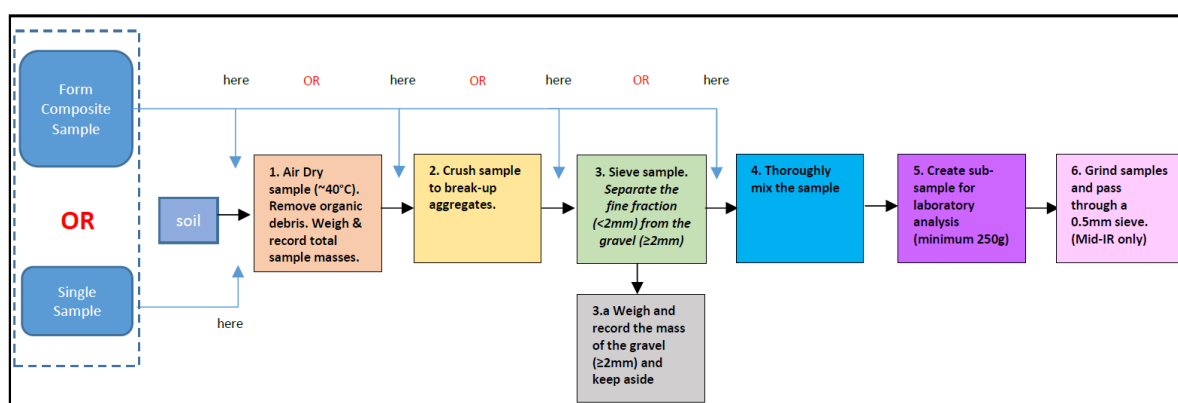 Form
Composite
Sample
OR
Single
Sample
here
OR
here
OR
here
OR
here
soil
here
1. Air Dry
sample (~40°C).
Remove organic
debris. Weigh &
record total
sample masses.
2. Crush sample
to break-up
aggregates.
3. Sieve sample.
Separate the
fine fraction
(<2mm) from the
gravel (≥2mm)
3.a Weigh and
record the mass
of the gravel
(≥2mm) and
keep aside
4. Thoroughly
mix the sample
5. Create sub-
sample for
laboratory
analysis
(minimum 250g)
6. Grind samples
and pass
through a
0.5mm sieve.
(Mid-IR only)